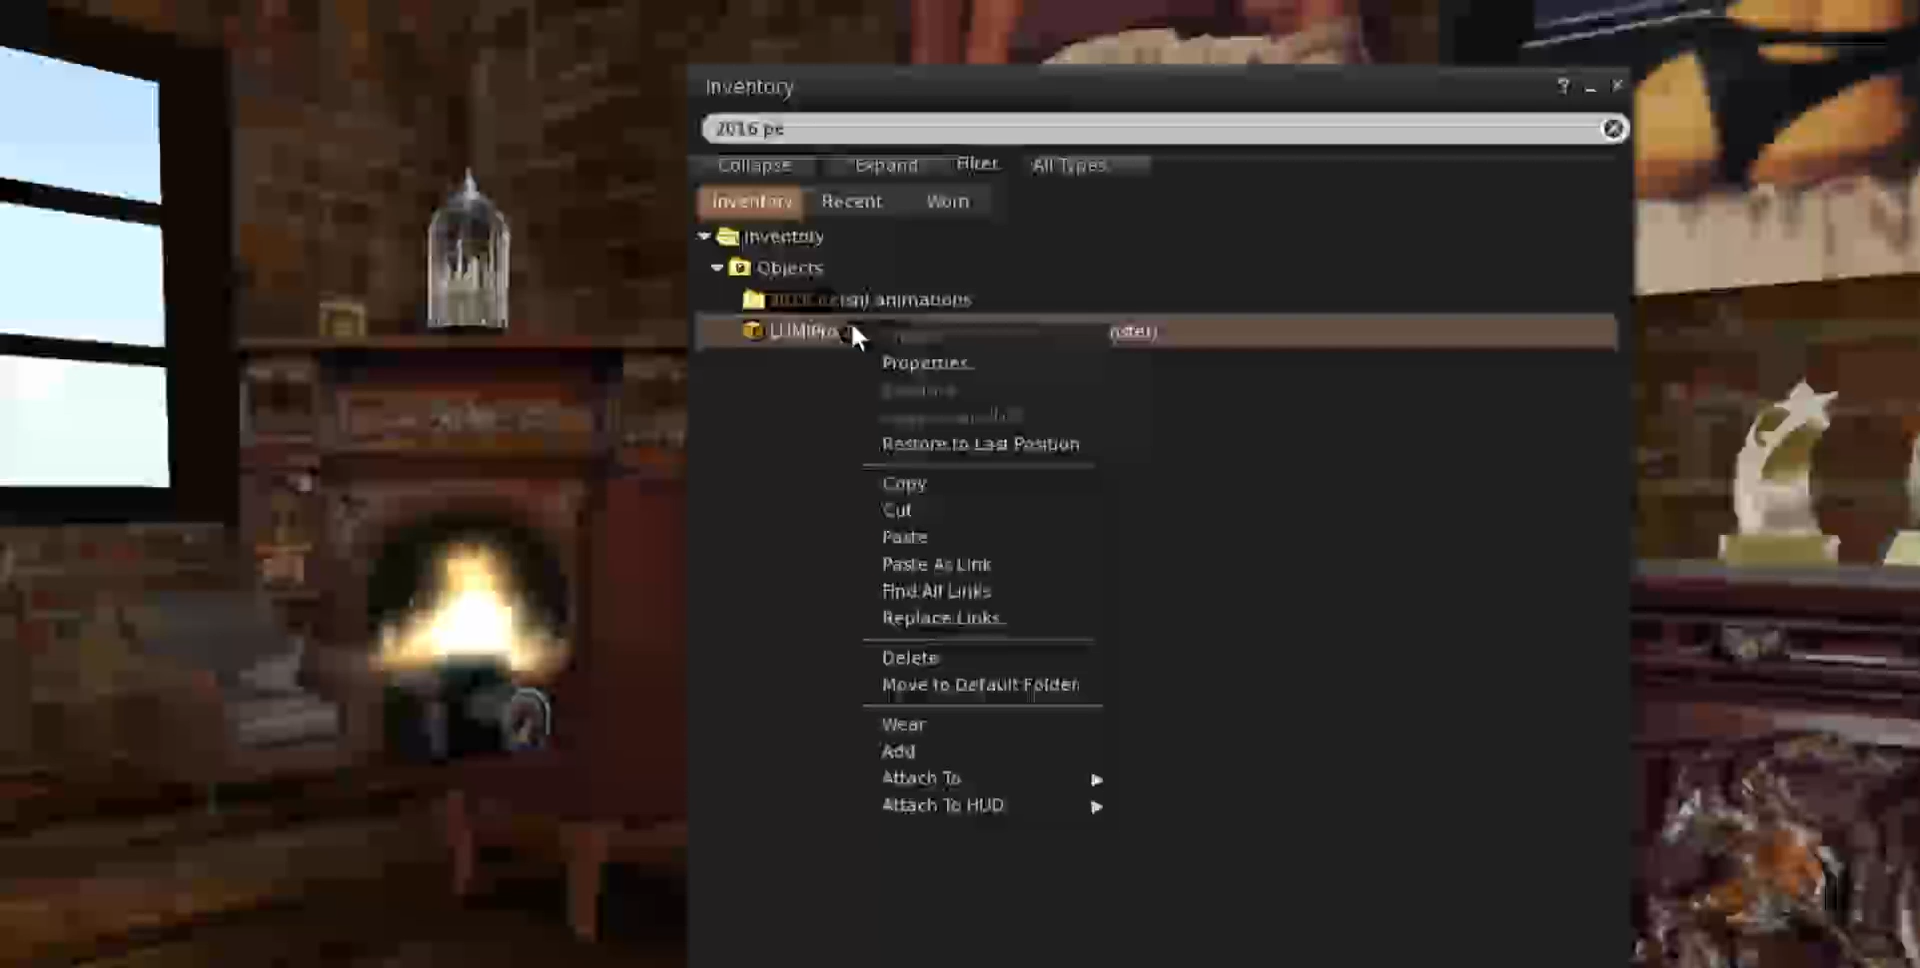 Inventory
? _ ×
2016 pe
Collapse Expand Filter All Types
Inventory Recent Worn
Inventory
Objects
animations
LUMIPro
Properties
Restore to Last Position
Copy
Cut
Paste
Paste As Link
Find All Links
Replace Links
Delete
Move to Default Folder
Wear
Add
Attach To
Attach To HUD